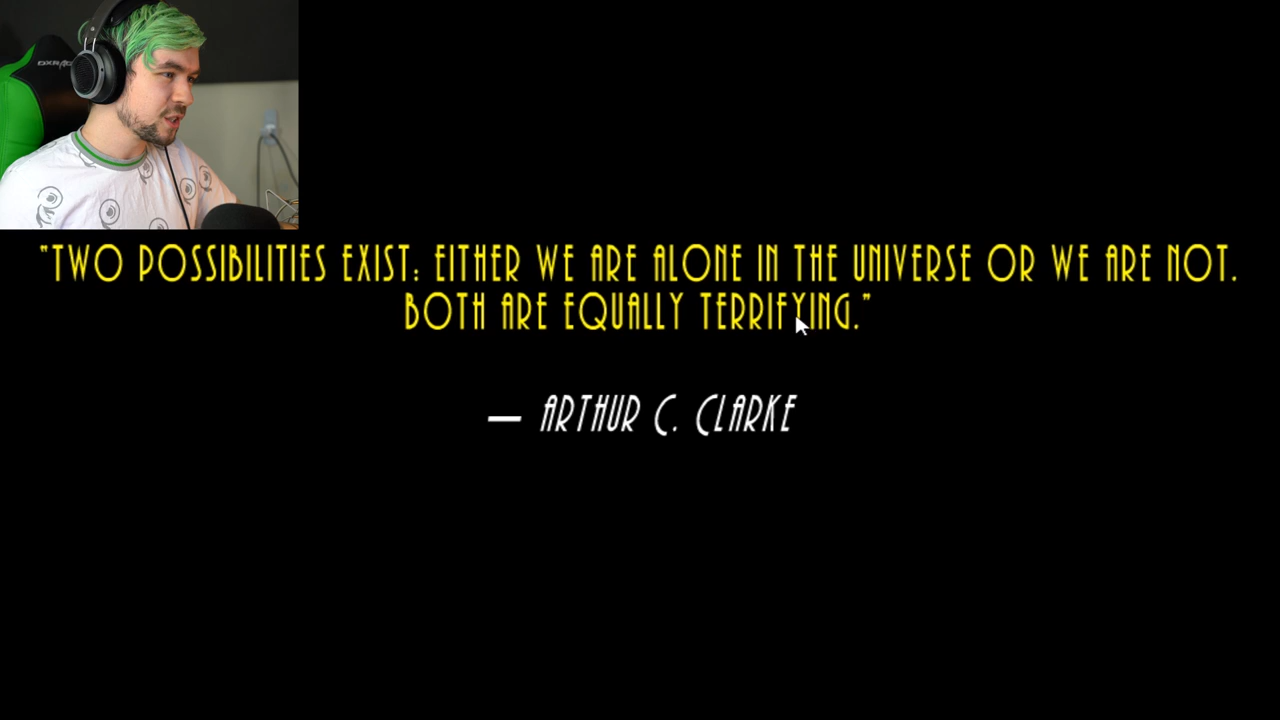 "TWO POSSIBILITIES EXIST: EITHER WE ARE ALONE IN THE UNIVERSE OR WE ARE NOT.
BOTH ARE EQUALLY TERRIFYING."
— ARTHUR C. CLARKE